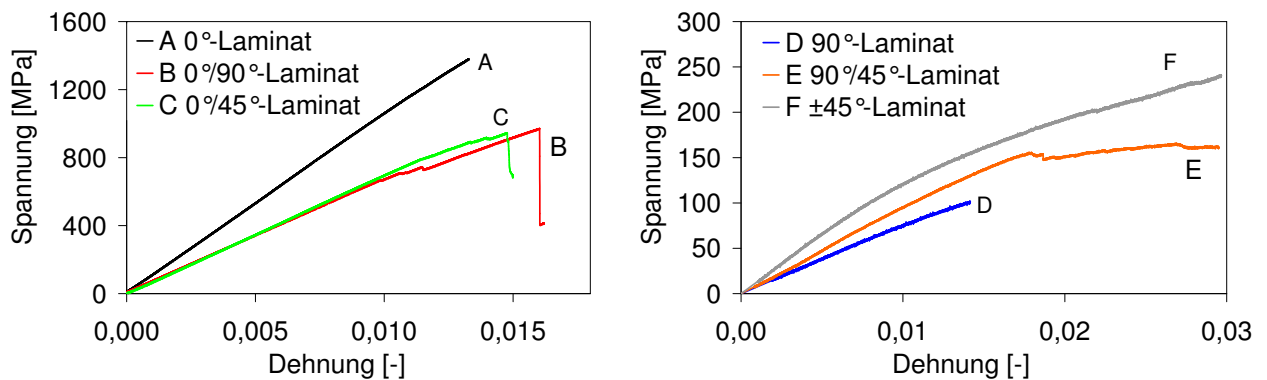 Spannung [MPa]
1600
1200
800
400
0
A 0°-Laminat
B 0°/90°-Laminat
C 0°/45°-Laminat
A
C
B
0,000 0,005 0,010 0,015
Dehnung [-]
Spannung [MPa]
300
250
200
150
100
50
0
D 90°-Laminat
E 90°/45°-Laminat
F ±45°-Laminat
F
E
D
0,00 0,01 0,02 0,03
Dehnung [-]